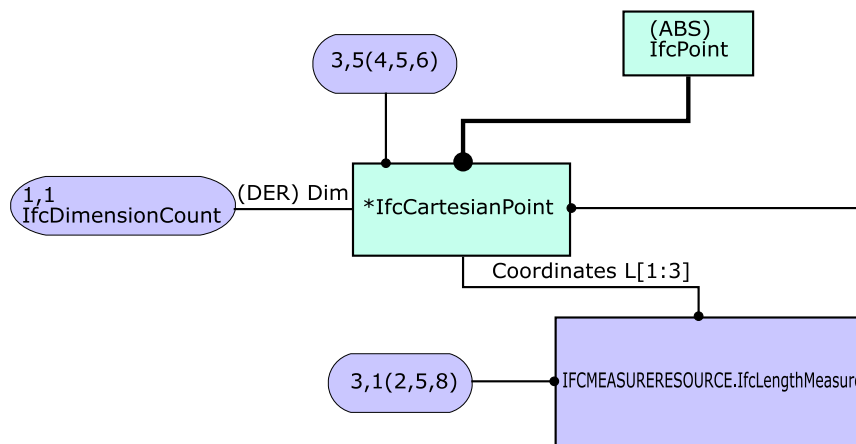 (ABS)
IfcPoint
3,5(4,5,6)
1,1
IfcDimensionCount
(DER) Dim
*IfcCartesianPoint
Coordinates L[1:3]
3,1(2,5,8)
IFCMEASURERESOURCE.IfcLengthMeasure